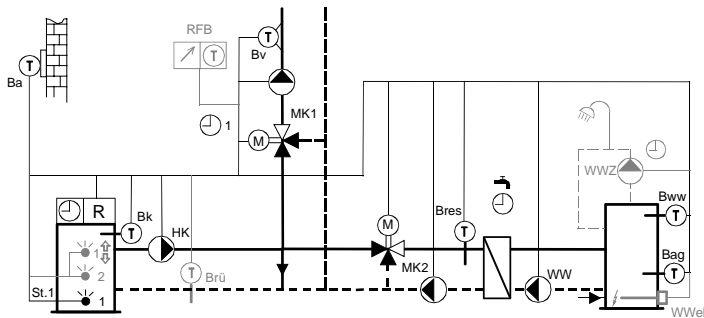 RFB
T
T
Bv
T
Ba
1
MK1
M
WWZ
R
T
Bk
HK
M
Bres
T
Bww
T
1
2
St.1
1
T
Brü
MK2
WW
Bag
T
WWel